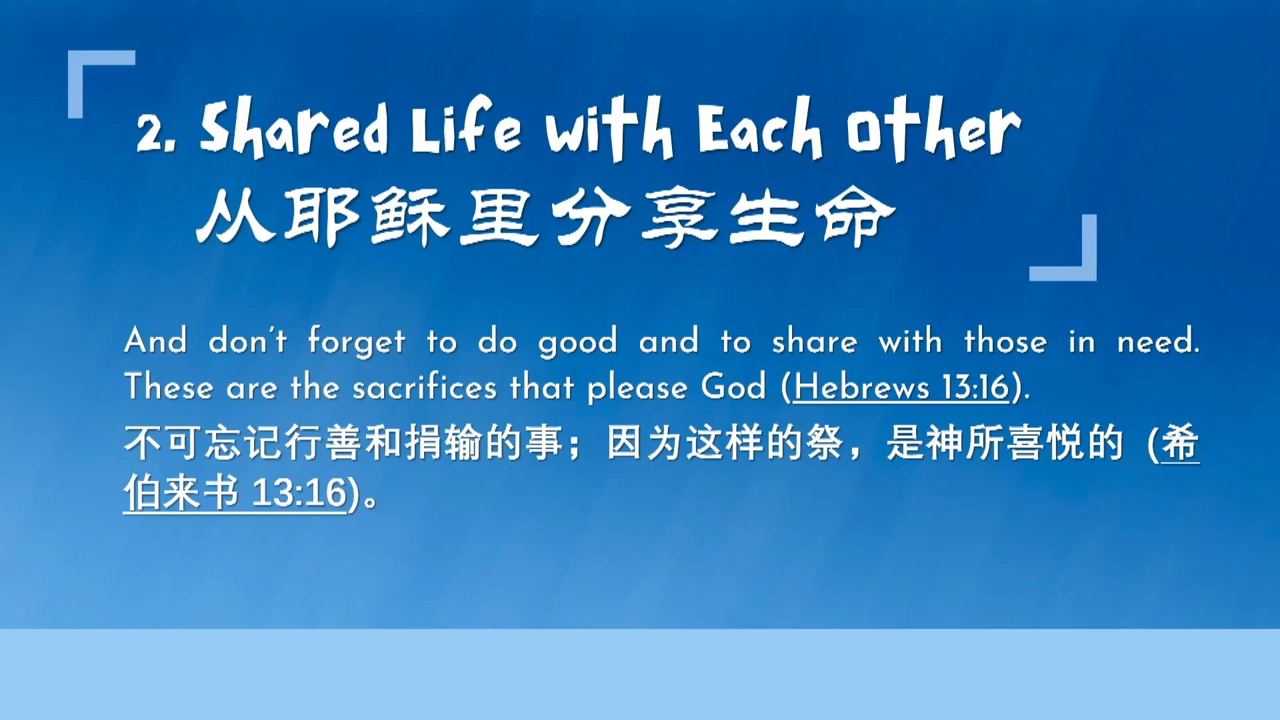 2. Shared Life with Each Other
从耶稣里分享生命
And don't forget to do good and to share with those in need.
These are the sacrifices that please God (Hebrews 13:16).
不可忘记行善和捐输的事；因为这样的祭，是神所喜悦的 (希
伯来书 13:16)。